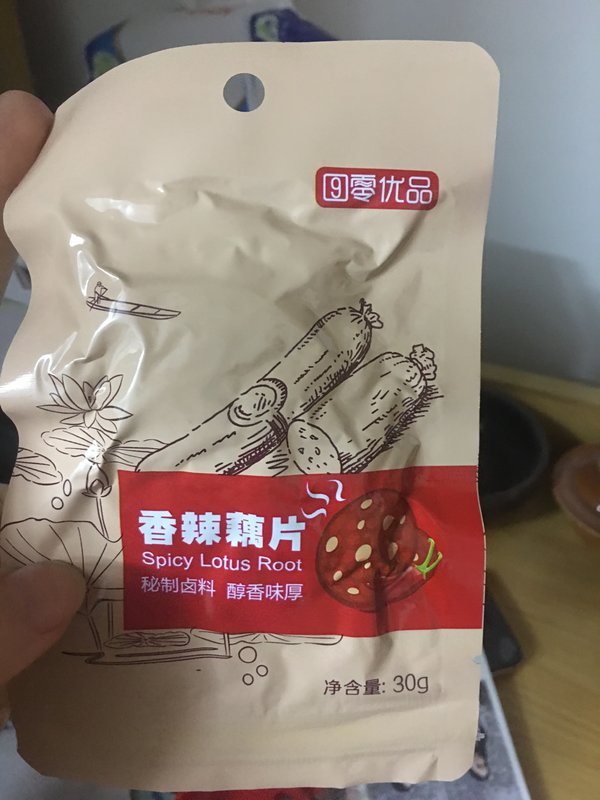 9零优品
香辣藕片
Spicy Lotus Root
秘制卤料 醇香味厚
净含量: 30g